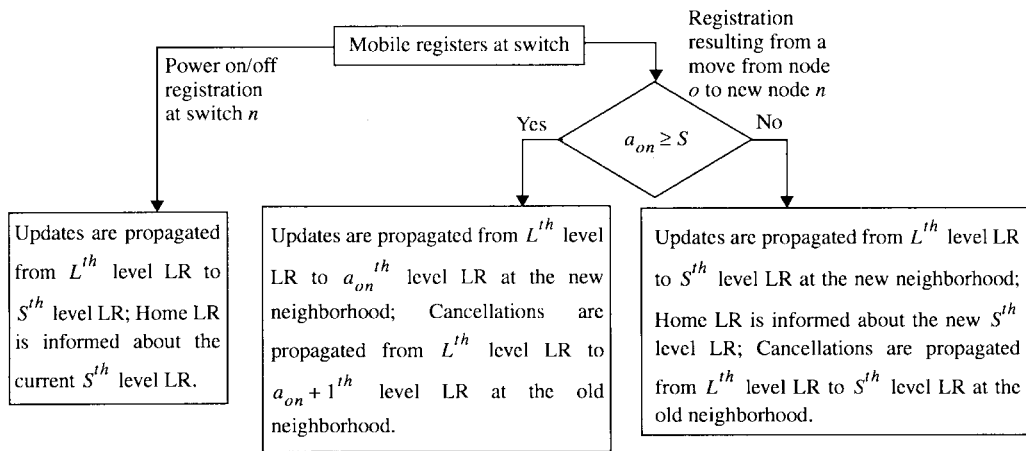 Mobile registers at switch
Power on/off
registration
at switch n
Registration
resulting from a
move from node
o to new node n
Yes
a_on ≥ S
No
Updates are propagated
from L^th level LR to
S^th level LR; Home LR
is informed about the
current S^th level LR.
Updates are propagated from L^th level
LR to a_on^th level LR at the new
neighborhood; Cancellations are
propagated from L^th level LR to
a_on + 1^th level LR at the old
neighborhood.
Updates are propagated from L^th level LR
to S^th level LR at the new neighborhood;
Home LR is informed about the new S^th
level LR; Cancellations are propagated
from L^th level LR to S^th level LR at the
old neighborhood.